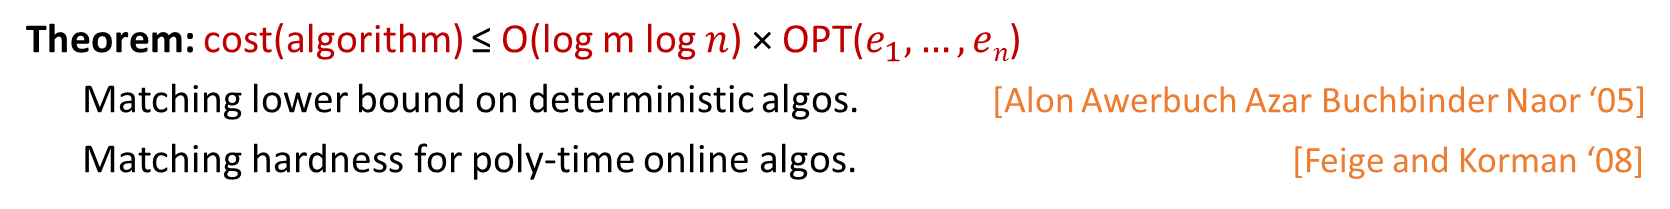 Theorem: cost(algorithm) ≤ O(log m log n) × OPT(e₁, … , eₙ)
Matching lower bound on deterministic algos. [Alon Awerbuch Azar Buchbinder Naor ‘05]
Matching hardness for poly-time online algos. [Feige and Korman ‘08]